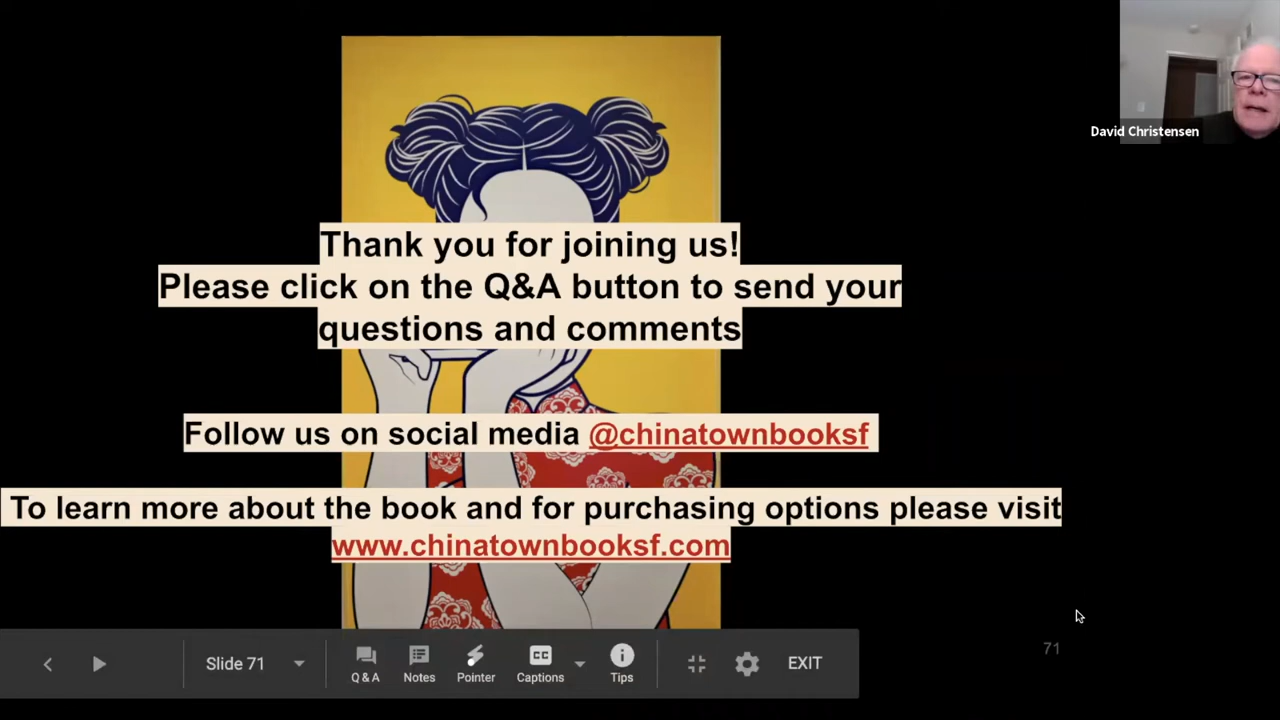 David Christensen
Thank you for joining us!
Please click on the Q&A button to send your
questions and comments
Follow us on social media @chinatownbooksf
To learn more about the book and for purchasing options please visit
www.chinatownbooksf.com
71
Slide 71
Q & A
Notes
Pointer
CC
Captions
Tips
EXIT